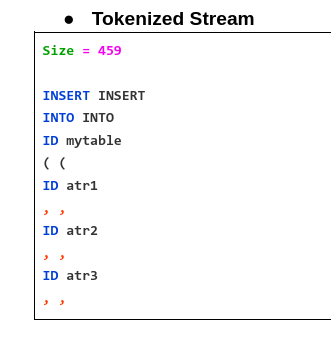 ● Tokenized Stream
Size = 459
INSERT INSERT
INTO INTO
ID mytable
( (
ID atr1
, ,
ID atr2
, ,
ID atr3
, ,